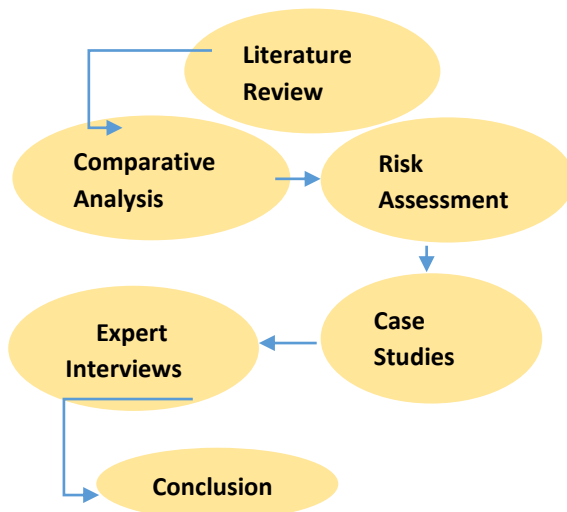 Literature
Review
Comparative
Analysis
Risk
Assessment
Case
Studies
Expert
Interviews
Conclusion